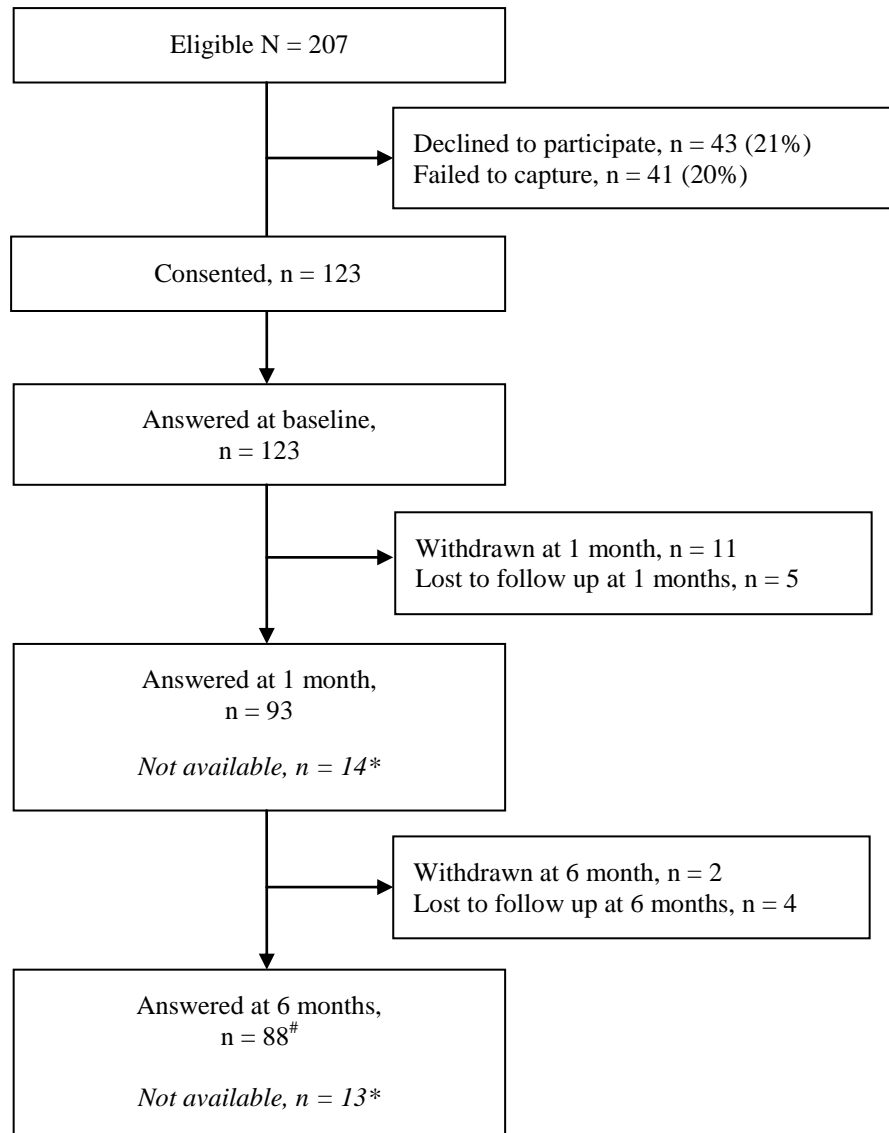 Eligible N = 207
Declined to participate, n = 43 (21%)
Failed to capture, n = 41 (20%)
Consented, n = 123
Answered at baseline,
n = 123
Withdrawn at 1 month, n = 11
Lost to follow up at 1 months, n = 5
Answered at 1 month,
n = 93
Not available, n = 14*
Withdrawn at 6 month, n = 2
Lost to follow up at 6 months, n = 4
Answered at 6 months,
n = 88#
Not available, n = 13*